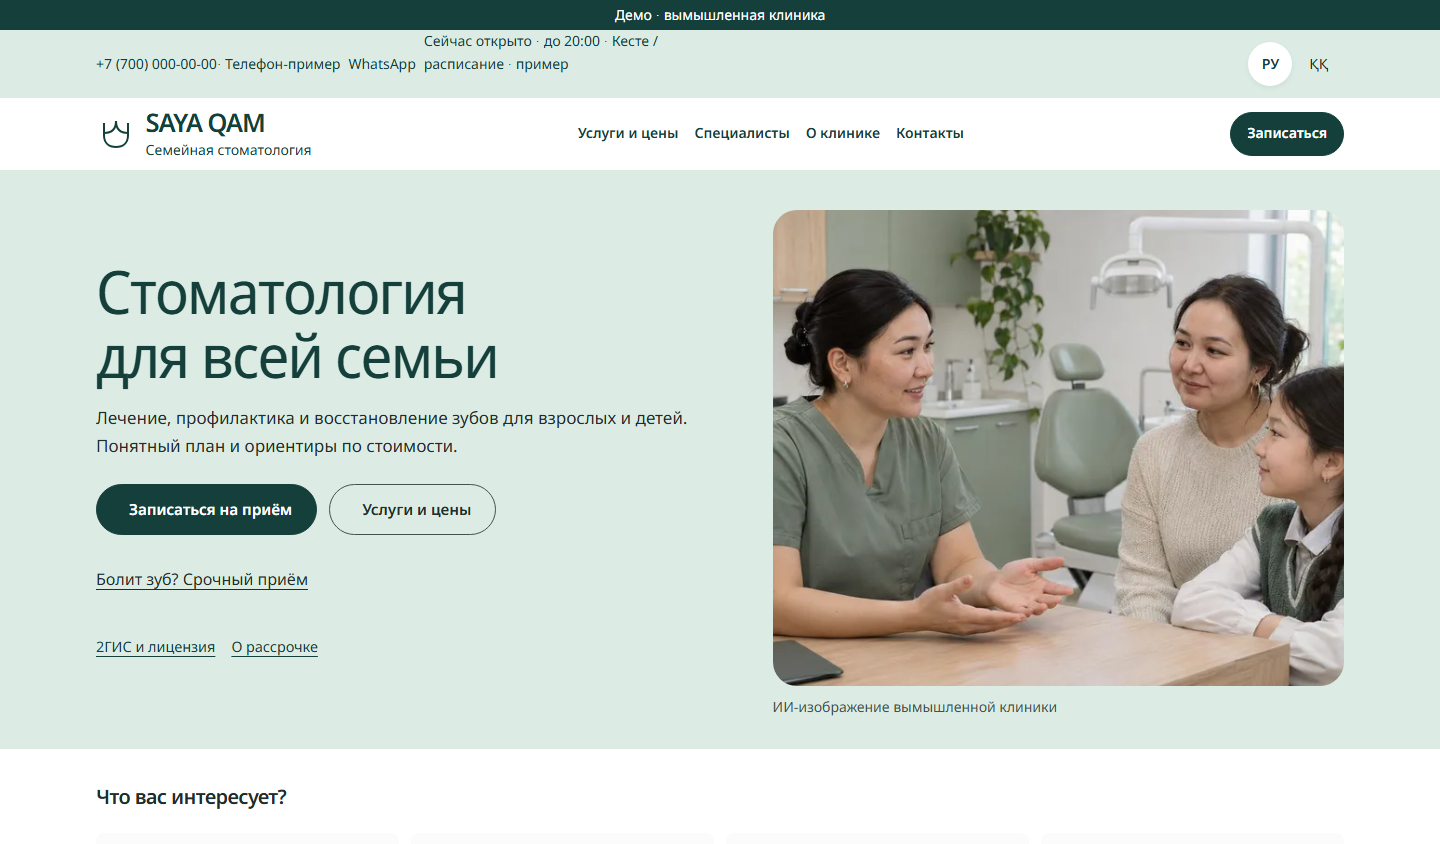 Демо · вымышленная клиника
Сейчас открыто · до 20:00 · Кесте /
+7 (700) 000-00-00· Телефон-пример WhatsApp расписание · пример
РУ ҚҚ
SAYA QAM
Семейная стоматология
Услуги и цены Специалисты О клинике Контакты
Записаться
Стоматология
для всей семьи
Лечение, профилактика и восстановление зубов для взрослых и детей.
Понятный план и ориентиры по стоимости.
Записаться на приём Услуги и цены
Болит зуб? Срочный приём
2ГИС и лицензия О рассрочке
ИИ-изображение вымышленной клиники
Что вас интересует?